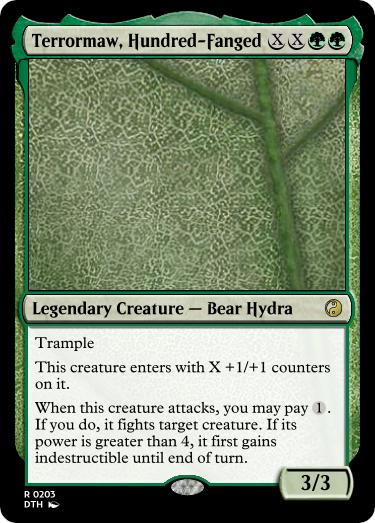 Terrormaw, Hundred-Fanged XX
Legendary Creature — Bear Hydra
Trample
This creature enters with X +1/+1 counters
on it.
When this creature attacks, you may pay 1.
If you do, it fights target creature. If its
power is greater than 4, it first gains
indestructible until end of turn.
3/3
R 0203
DTH